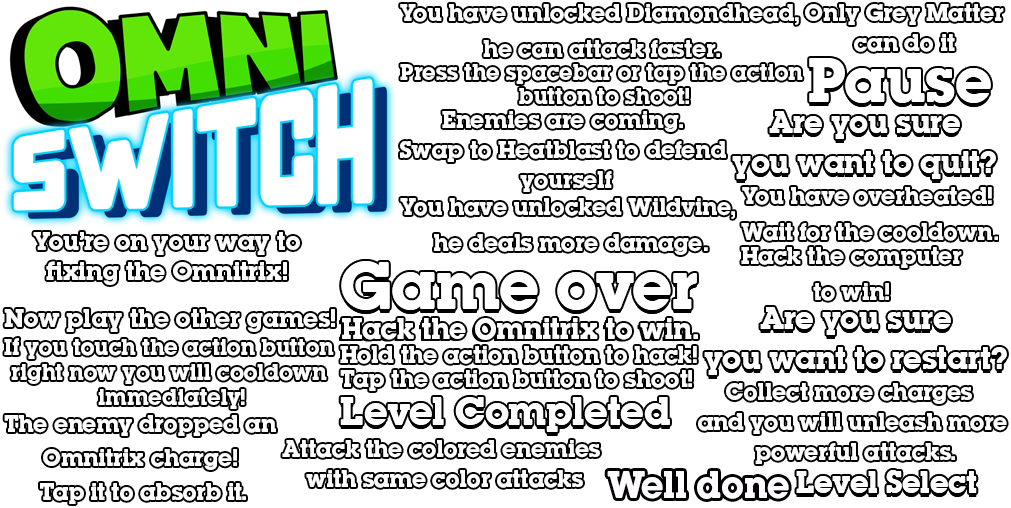 OMNI
SWITCH
You're on your way to
fixing the Omnitrix!
Now play the other games!
If you touch the action button
right now you will cooldown
immediately!
The enemy dropped an
Omnitrix charge!
Tap it to absorb it.
You have unlocked Diamondhead,
he can attack faster.
Press the spacebar or tap the action
button to shoot!
Enemies are coming.
Swap to Heatblast to defend
yourself
You have unlocked Wildvine,
he deals more damage.
Game over
Hack the Omnitrix to win.
Hold the action button to hack!
Tap the action button to shoot!
Level Completed
Attack the colored enemies
with same color attacks
Only Grey Matter
can do it
Pause
Are you sure
you want to quit?
You have overheated!
Wait for the cooldown.
Hack the computer
to win!
Are you sure
you want to restart?
Collect more charges
and you will unleash more
powerful attacks.
Well done
Level Select